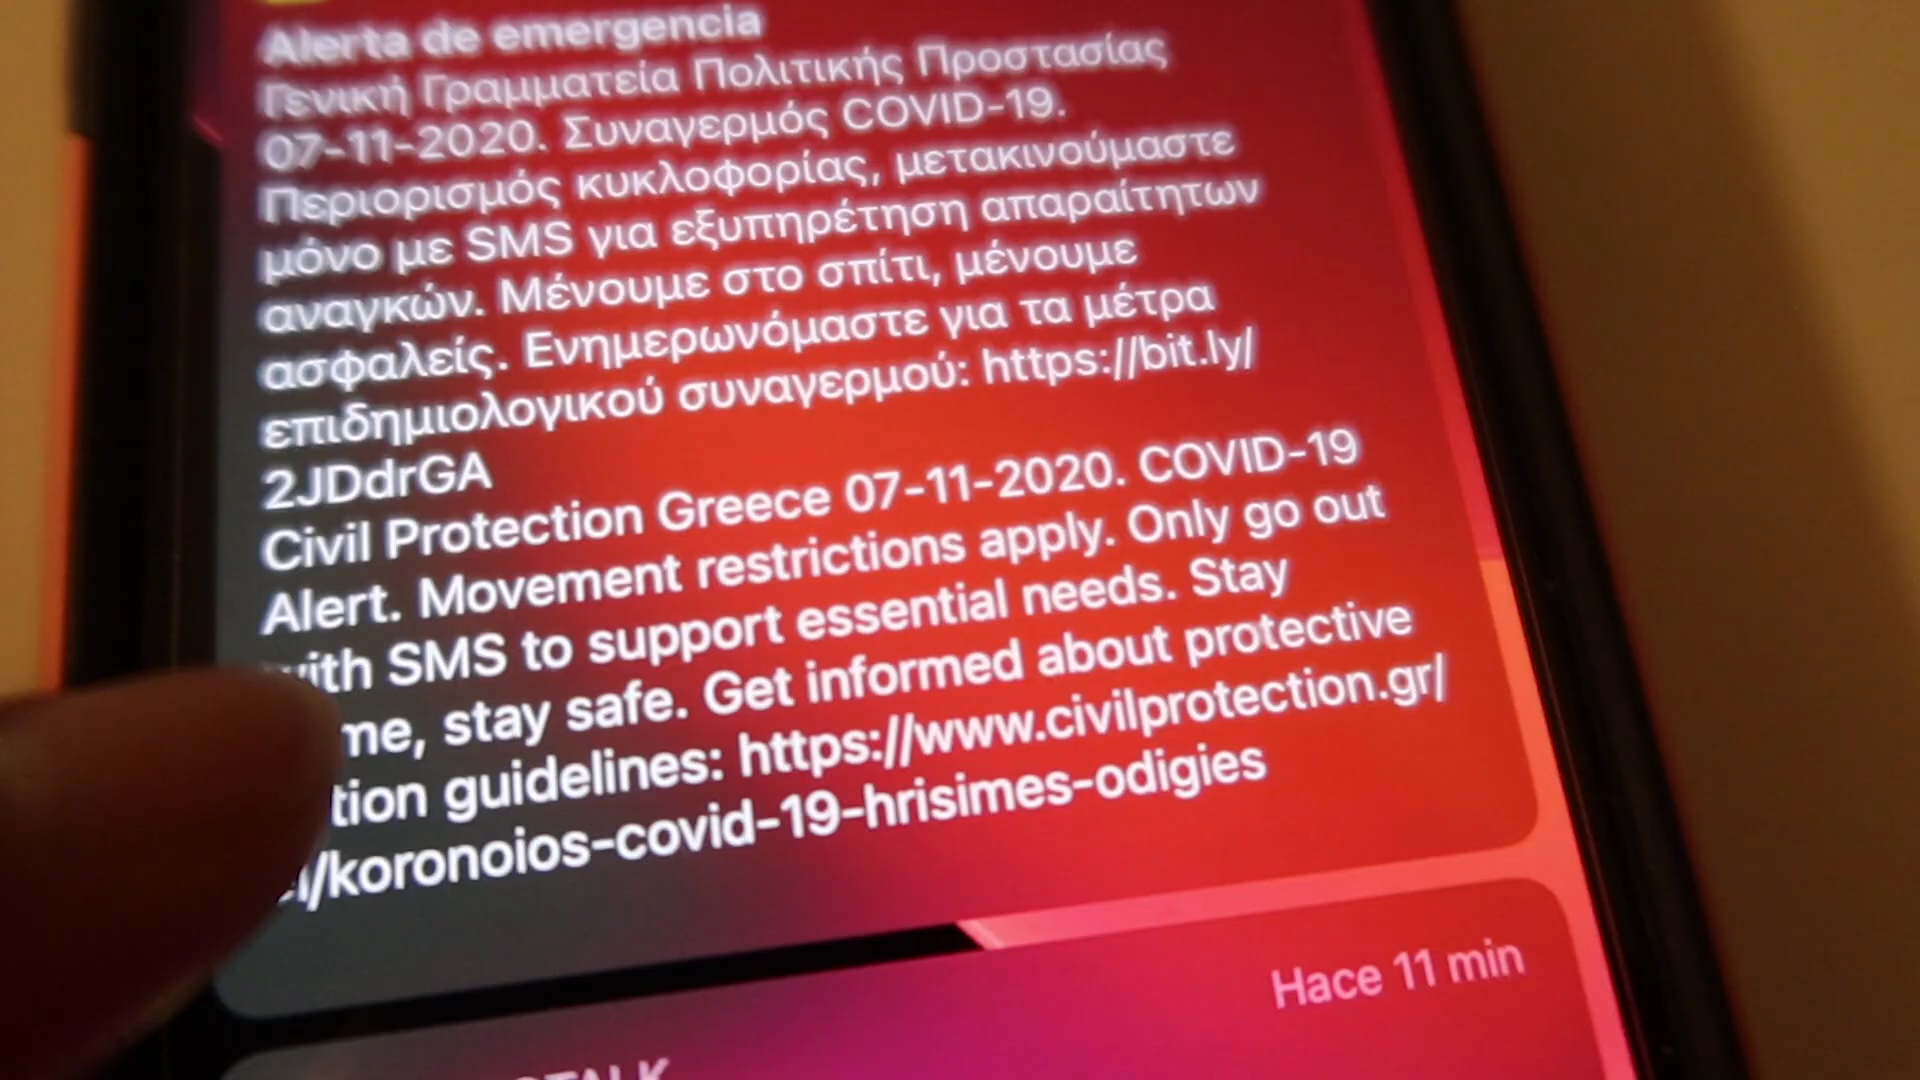 Alerta de emergencia
Γενική Γραμματεία Πολιτικής Προστασίας
07-11-2020. Συναγερμός COVID-19.
Περιορισμός κυκλοφορίας, μετακινούμαστε
μόνο με SMS για εξυπηρέτηση απαραίτητων
αναγκών. Μένουμε στο σπίτι, μένουμε
ασφαλείς. Ενημερωνόμαστε για τα μέτρα
επιδημιολογικού συναγερμού: https://bit.ly/
2JDdrGA
Civil Protection Greece 07-11-2020. COVID-19
Alert. Movement restrictions apply. Only go out
with SMS to support essential needs. Stay
me, stay safe. Get informed about protective
tion guidelines: https://www.civilprotection.gr/
/koronoios-covid-19-hrisimes-odigies
Hace 11 min